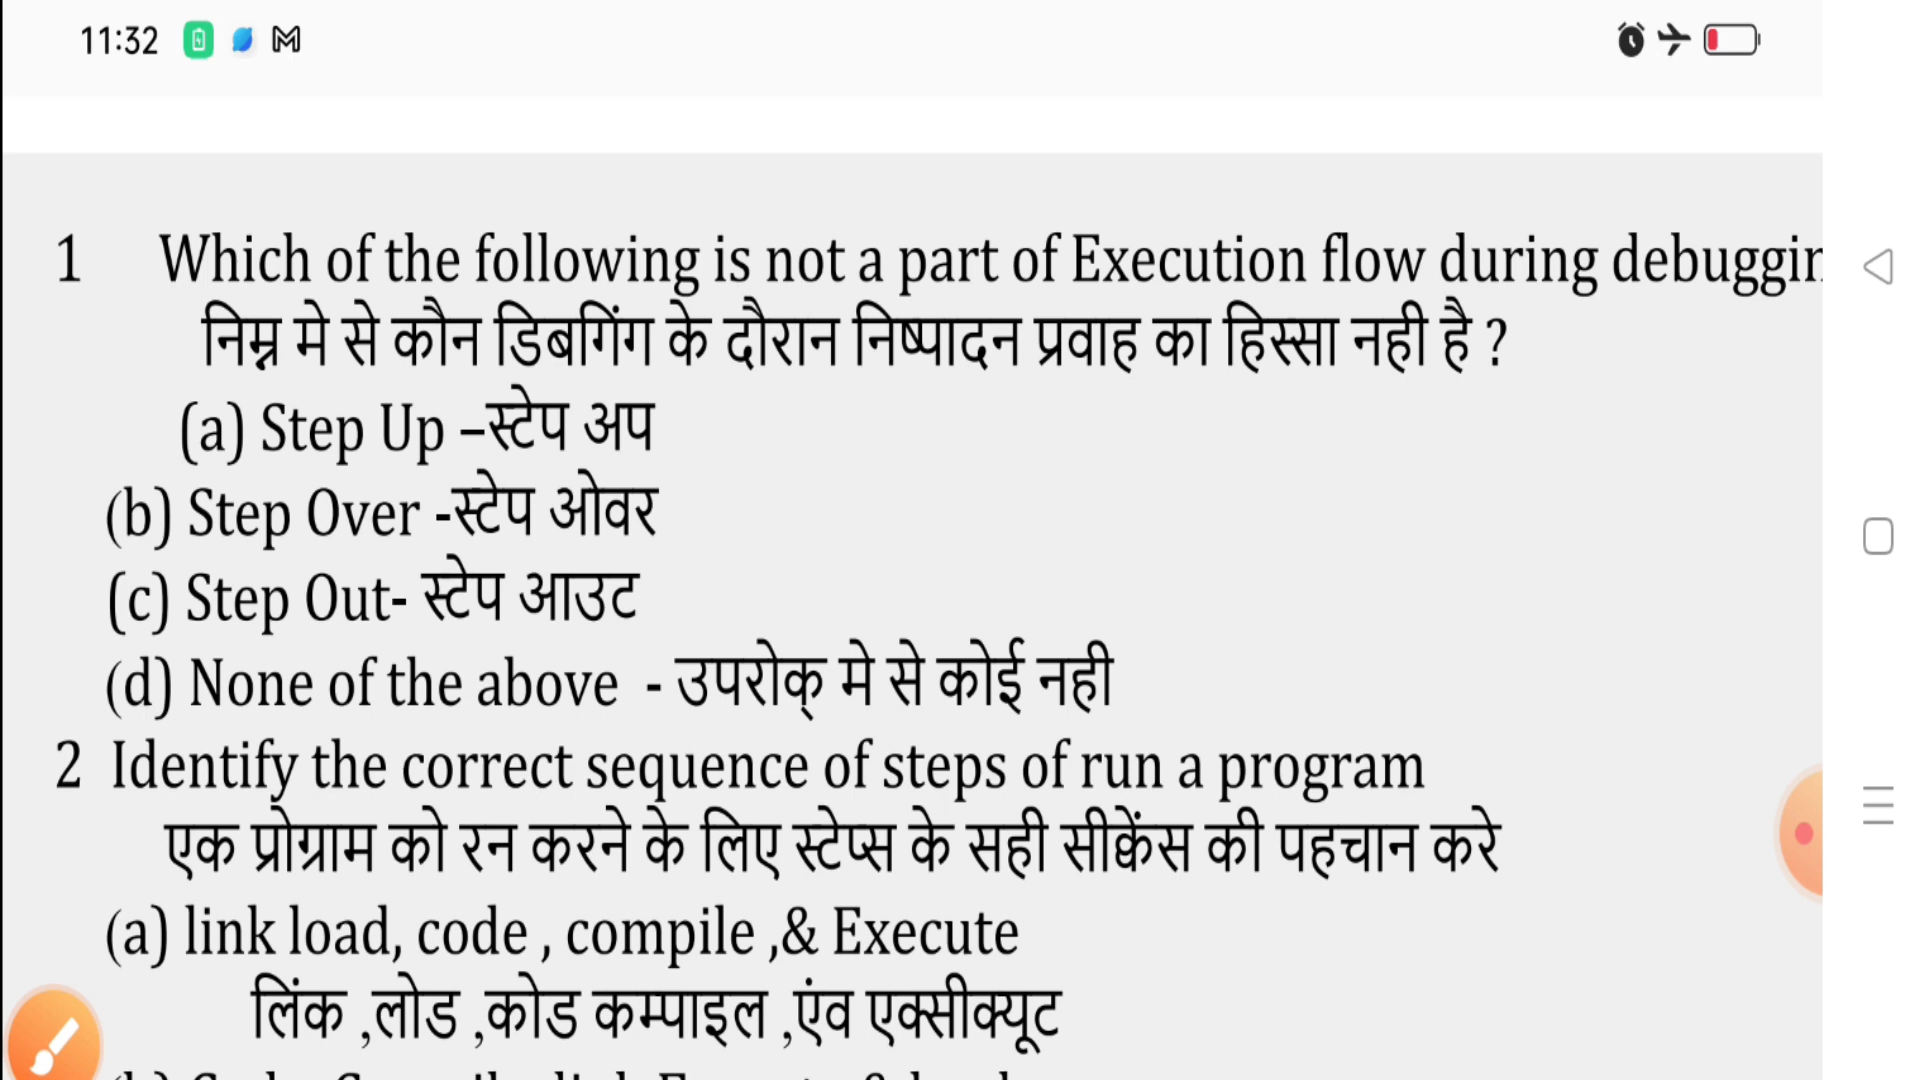 11:32
1 Which of the following is not a part of Execution flow during debuggin
निम्न मे से कौन डिबगिंग के दौरान निष्पादन प्रवाह का हिस्सा नही है ?
(a) Step Up –स्टेप अप
(b) Step Over -स्टेप ओवर
(c) Step Out- स्टेप आउट
(d) None of the above - उपरोक् मे से कोई नही
2 Identify the correct sequence of steps of run a program
एक प्रोग्राम को रन करने के लिए स्टेप्स के सही सीक्वेंस की पहचान करे
(a) link load, code , compile ,& Execute
लिंक ,लोड ,कोड कम्पाइल ,एंव एक्सीक्यूट